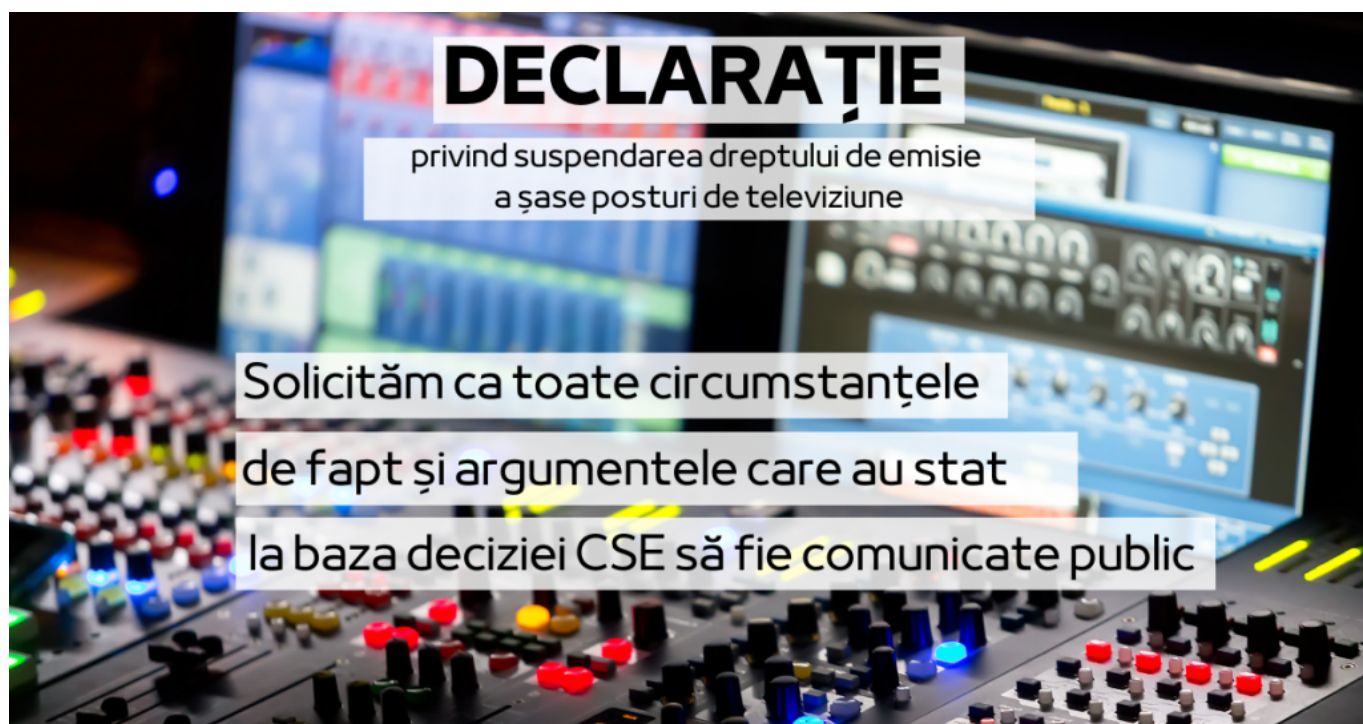 DECLARAȚIE
privind suspendarea dreptului de emisie
a șase posturi de televiziune
Solicităm ca toate circumstanțele
de fapt și argumentele care au stat
la baza deciziei CSE să fie comunicate public